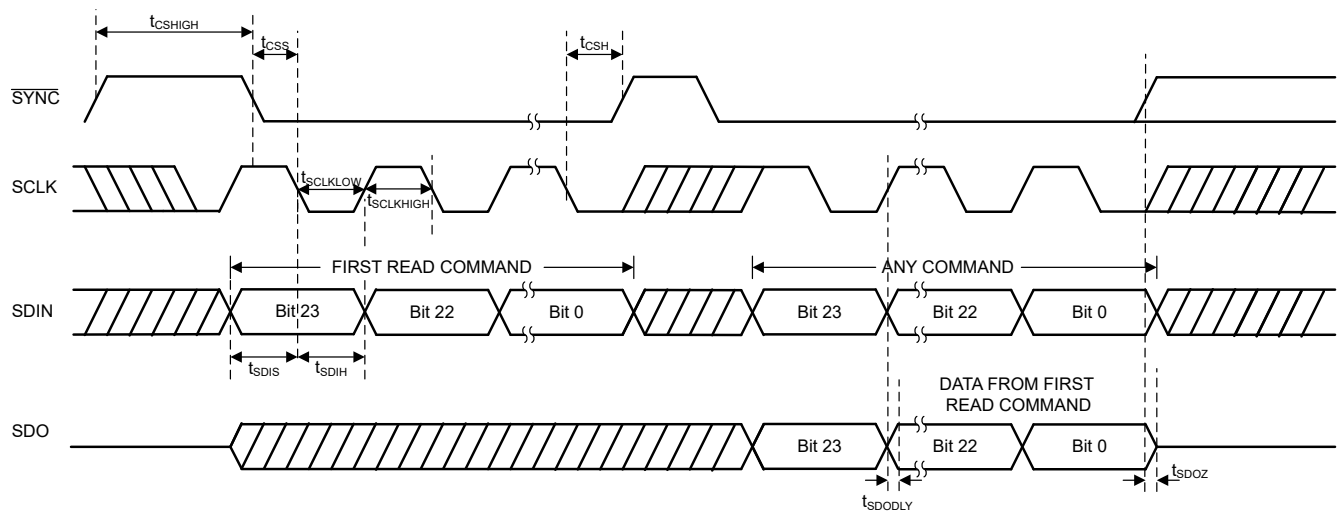 tCSHIGH
tCSS
tCSH
SYNC
SCLK
tSCLKLOW
tSCLKHIGH
FIRST READ COMMAND
ANY COMMAND
SDIN
Bit 23
Bit 22
Bit 0
Bit 23
Bit 22
Bit 0
tSDIS
tSDIH
DATA FROM FIRST
READ COMMAND
SDO
Bit 23
Bit 22
Bit 0
tSDODLY
tSDOZ